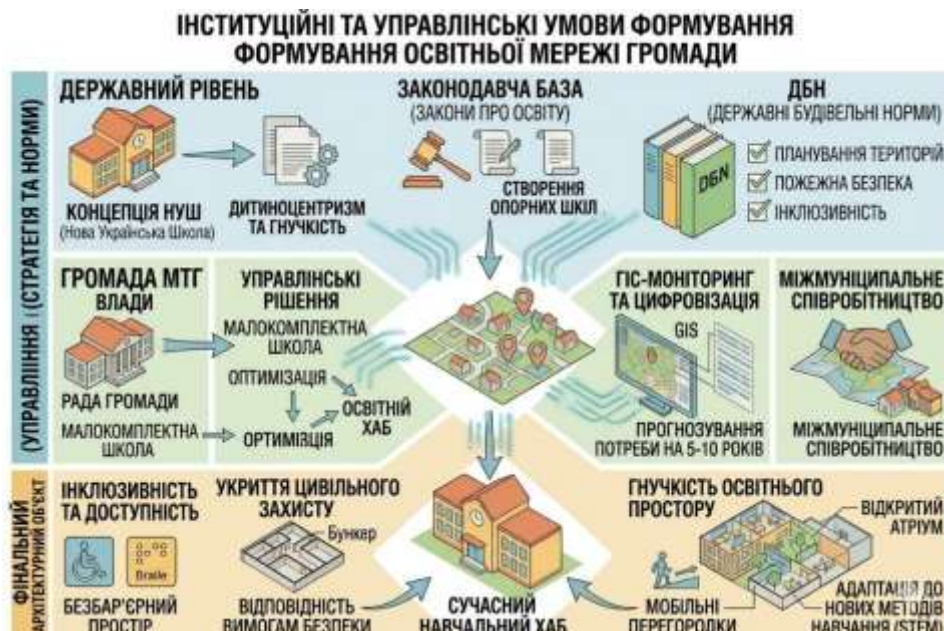 ІНСТИТУЦІЙНІ ТА УПРАВЛІНСЬКІ УМОВИ ФОРМУВАННЯ
ФОРМУВАННЯ ОСВІТНЬОЇ МЕРЕЖІ ГРОМАДИ
(УПРАВЛІННЯ (СТРАТЕГІЯ ТА НОРМИ)
ДЕРЖАВНИЙ РІВЕНЬ
КОНЦЕПЦІЯ НУШ
(Нова Українська Школа)
ДИТИНОЦЕНТРИЗМ
ТА ГНУЧКІСТЬ
ЗАКОНОДАВЧА БАЗА
(ЗАКОНИ ПРО ОСВІТУ)
СТВОРЕННЯ
ОПОРНИХ ШКІЛ
ДБН
(ДЕРЖАВНІ БУДІВЕЛЬНІ НОРМИ)
ДБН
ПЛАНУВАННЯ ТЕРИТОРІЙ
ПОЖЕЖНА БЕЗПЕКА
ІНКЛЮЗИВНІСТЬ
ГРОМАДА МТГ
ВЛАДИ
РАДА ГРОМАДИ
МАЛОКОМПЛЕКТНА
ШКОЛА
УПРАВЛІНСЬКІ
РІШЕННЯ
МАЛОКОМПЛЕКТНА
ШКОЛА
ОПТИМІЗАЦІЯ
ОСВІТНІЙ
ХАБ
ОРТИМІЗЦІЯ
ГІС-МОНІТОРИНГ
ТА ЦИФРОВІЗАЦІЯ
GIS
ПРОГНОЗУВАННЯ
ПОТРЕБИ НА 5-10 РОКІВ
МІЖМУНІЦИПАЛЬНЕ
СПІВРОБІТНИЦТВО
МІЖМУНІЦИПАЛЬНЕ
СПІВРОБІТНИЦТВО
ФІНАЛЬНИЙ
АРХІТЕКТУРНИЙ ОБ'ЄКТ
ІНКЛЮЗИВНІСТЬ
ТА ДОСТУПНІСТЬ
Braile
БЕЗБАР'ЄРНИЙ
ПРОСТІР
УКРИТТЯ ЦИВІЛЬНОГО
ЗАХИСТУ
Бункер
ВІДПОВІДНІСТЬ
ВИМОГАМ БЕЗПЕКИ
СУЧАСНИЙ
НАВЧАЛЬНИЙ ХАБ
ГНУЧКІСТЬ ОСВІТНЬОГО
ПРОСТОРУ
ВІДКРИТИЙ
АТРІУМ
МОБІЛЬНІ
ПЕРЕГОРОДКИ
АДАПТАЦІЯ ДО
НОВИХ МЕТОДІВ
НАВЧАННЯ (STEM)